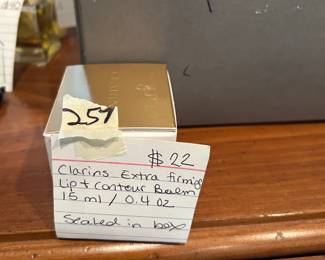 257
$22
Clarins Extra firming
Lip + Contour Balm
15 ml / 0.4 oz
Sealed in box